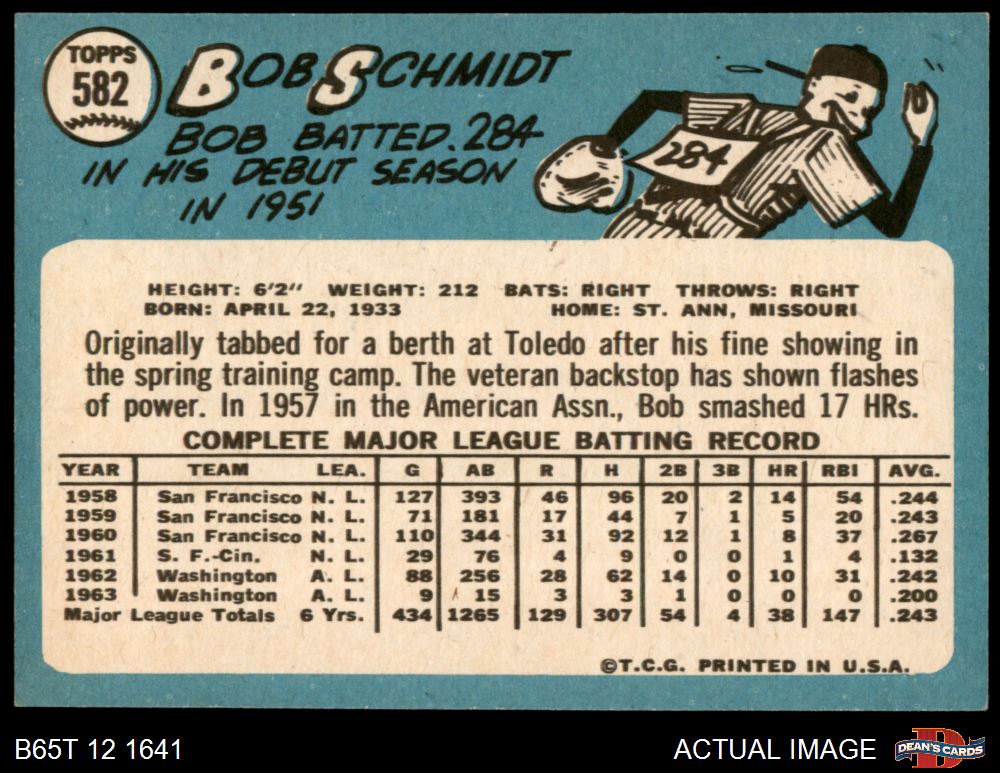 TOPPS
582
BOB SCHMIDT
BOB BATTED .284
IN HIS DEBUT SEASON
IN 1951
284
HEIGHT: 6'2" WEIGHT: 212 BATS: RIGHT THROWS: RIGHT
BORN: APRIL 22, 1933 HOME: ST. ANN, MISSOURI
Originally tabbed for a berth at Toledo after his fine showing in
the spring training camp. The veteran backstop has shown flashes
of power. In 1957 in the American Assn., Bob smashed 17 HRs.
COMPLETE MAJOR LEAGUE BATTING RECORD
YEAR TEAM LEA. G AB R H 2B 3B HR RBI AVG.
1958 San Francisco N. L. 127 393 46 96 20 2 14 54 .244
1959 San Francisco N. L. 71 181 17 44 7 1 5 20 .243
1960 San Francisco N. L. 110 344 31 92 12 1 8 37 .267
1961 S. F.-Cin. N. L. 29 76 4 9 0 0 1 4 .132
1962 Washington A. L. 88 256 28 62 14 0 10 31 .242
1963 Washington A. L. 9 15 3 3 1 0 0 0 .200
Major League Totals 6 Yrs. 434 1265 129 307 54 4 38 147 .243
©T.C.G. PRINTED IN U.S.A.
B65T 12 1641 ACTUAL IMAGE
D
DEAN'S CARDS